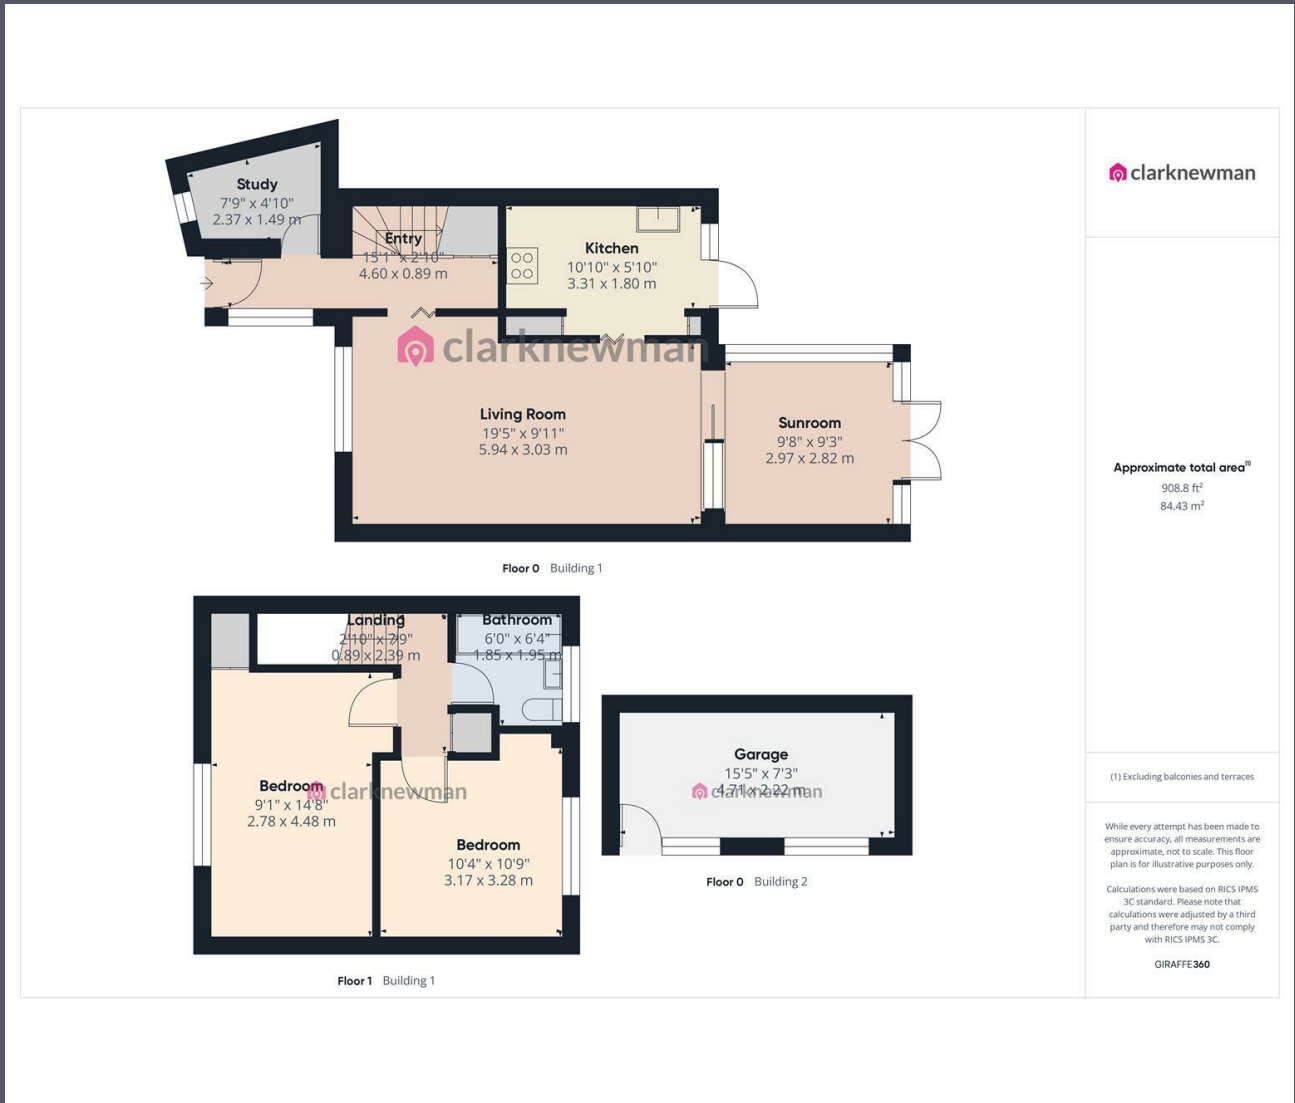 Study
7'9" x 4'10"
2.37 x 1.49 m
Entry
15'1" x 2'10"
4.60 x 0.89 m
Kitchen
10'10" x 5'10"
3.31 x 1.80 m
clarknewman
Living Room
19'5" x 9'11"
5.94 x 3.03 m
Sunroom
9'8" x 9'3"
2.97 x 2.82 m
Floor 0 Building 1
Landing
2'10" x 7'9"
0.89 x 2.39 m
Bathroom
6'0" x 6'4"
1.85 x 1.95 m
Bedroom
9'1" x 14'8"
2.78 x 4.48 m
clarknewman
Bedroom
10'4" x 10'9"
3.17 x 3.28 m
Floor 1 Building 1
Garage
15'5" x 7'3"
4.71 x 2.22 m
clarknewman
Floor 0 Building 2
clarknewman
Approximate total area(1)
908.8 ft²
84.43 m²
(1) Excluding balconies and terraces
While every attempt has been made to
ensure accuracy, all measurements are
approximate, not to scale. This floor
plan is for illustrative purposes only.
Calculations were based on RICS IPMS
3C standard. Please note that
calculations were adjusted by a third
party and therefore may not comply
with RICS IPMS 3C.
GIRAFFE360